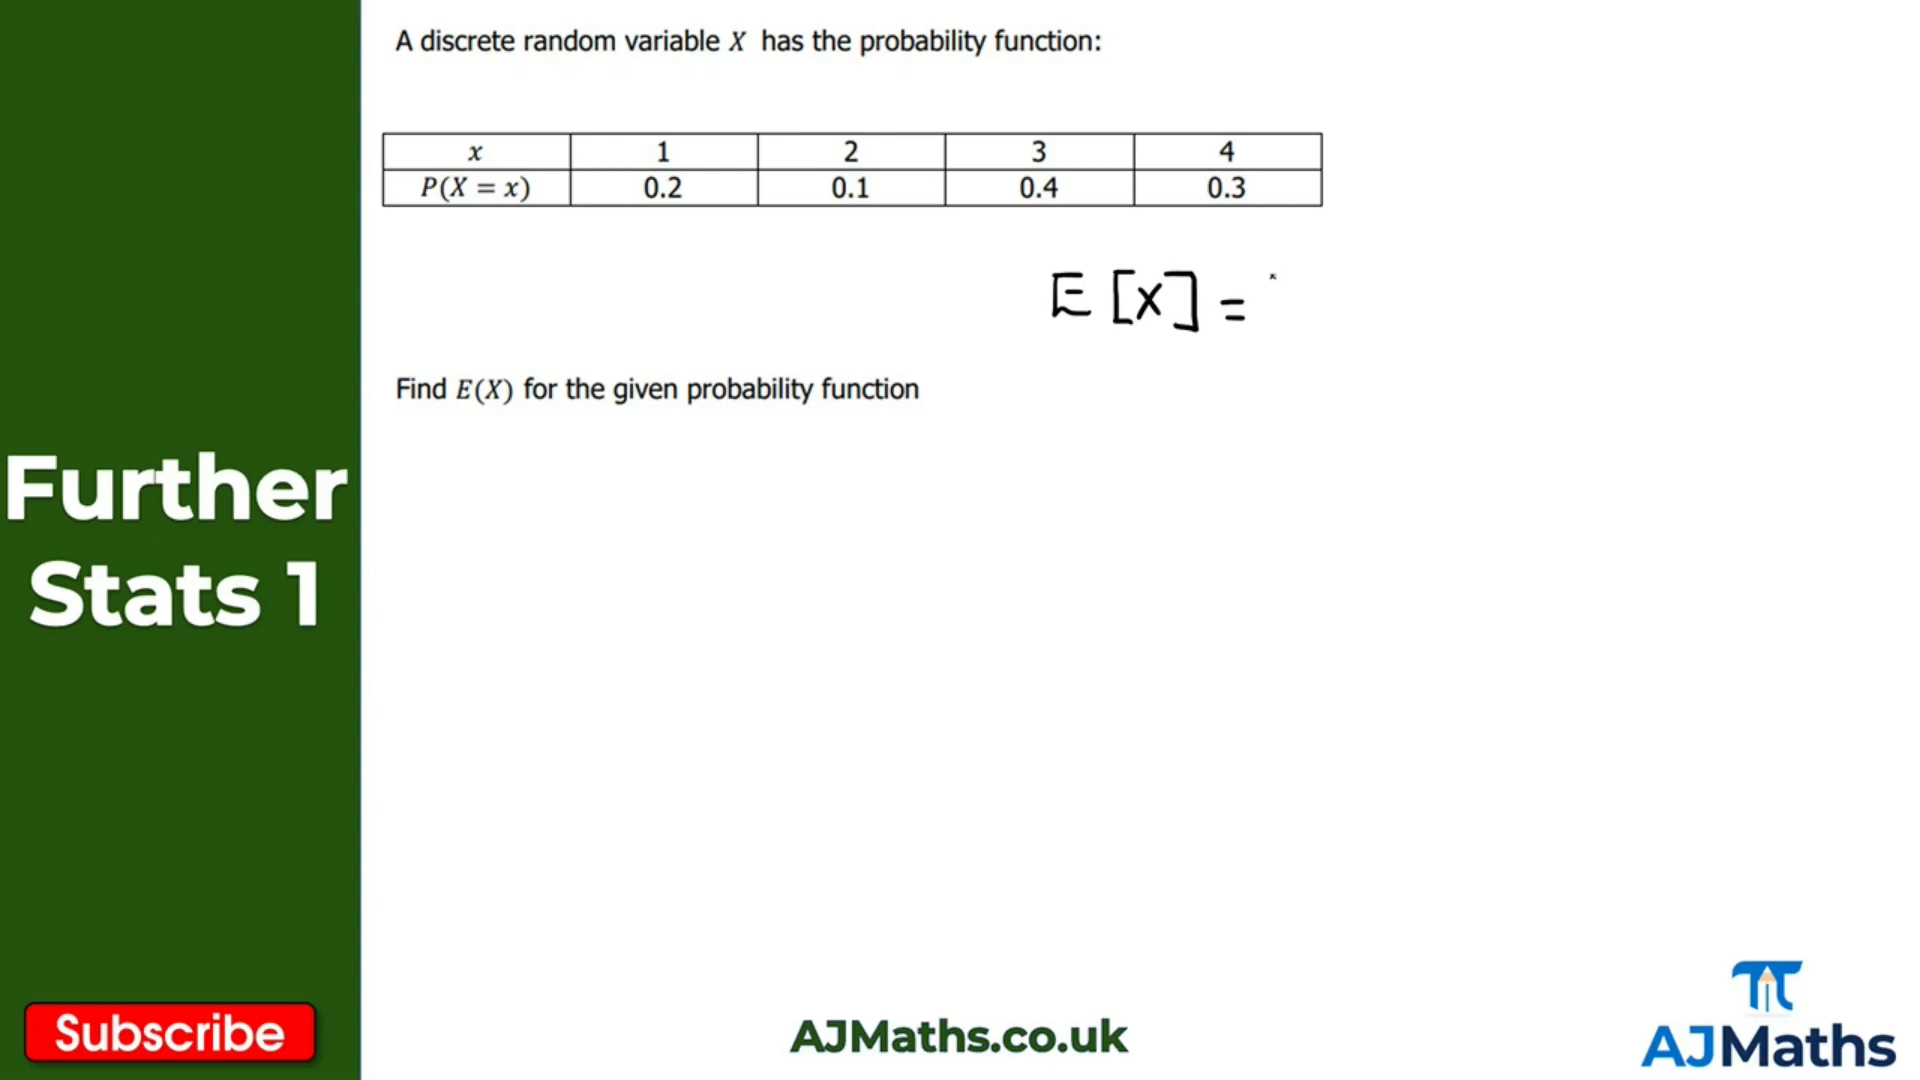 A discrete random variable X has the probability function:
x 1 2 3 4
P(X = x) 0.2 0.1 0.4 0.3
E [X] =
Find E(X) for the given probability function
Further
Stats 1
Subscribe
AJMaths.co.uk
AJMaths